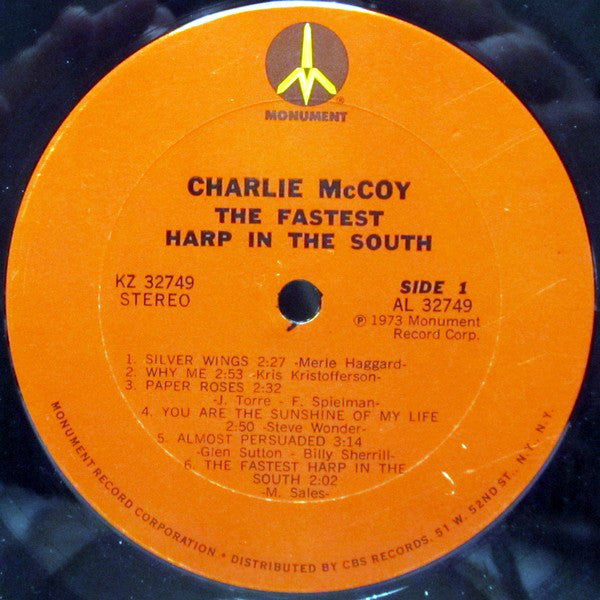 MONUMENT
®
CHARLIE McCOY
THE FASTEST
HARP IN THE SOUTH
KZ 32749
STEREO
SIDE 1
AL 32749
℗ 1973 Monument
Record Corp.
1. SILVER WINGS 2:27 -Merle Haggard-
2. WHY ME 2:53 -Kris Kristofferson-
3. PAPER ROSES 2:32
-J. Torre - F. Spielman-
4. YOU ARE THE SUNSHINE OF MY LIFE
2:50 -Steve Wonder-
5. ALMOST PERSUADED 3:14
-Glen Sutton - Billy Sherrill-
6. THE FASTEST HARP IN THE
SOUTH 2:02
-M. Sales-
MONUMENT RECORD CORPORATION • DISTRIBUTED BY CBS RECORDS, 51 W. 52ND ST., N.Y. N.Y.